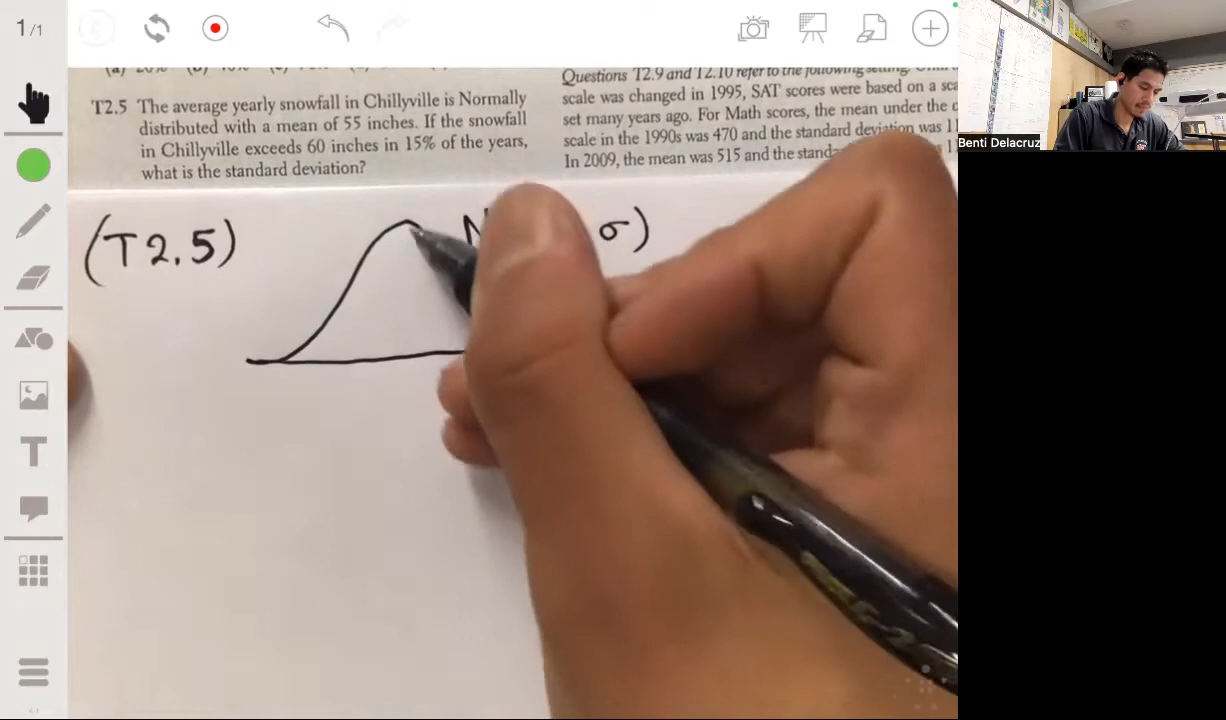 1/1
Questions T2.9 and T2.10 refer to the following setting.
T2.5 The average yearly snowfall in Chillyville is Normally
distributed with a mean of 55 inches. If the snowfall
in Chillyville exceeds 60 inches in 15% of the years,
what is the standard deviation?
scale was changed in 1995, SAT scores were based on a
set many years ago. For Math scores, the mean under the
scale in the 1990s was 470 and the standard deviation was
In 2009, the mean was 515 and the
(T2.5)
N σ)
T
Benti Delacruz